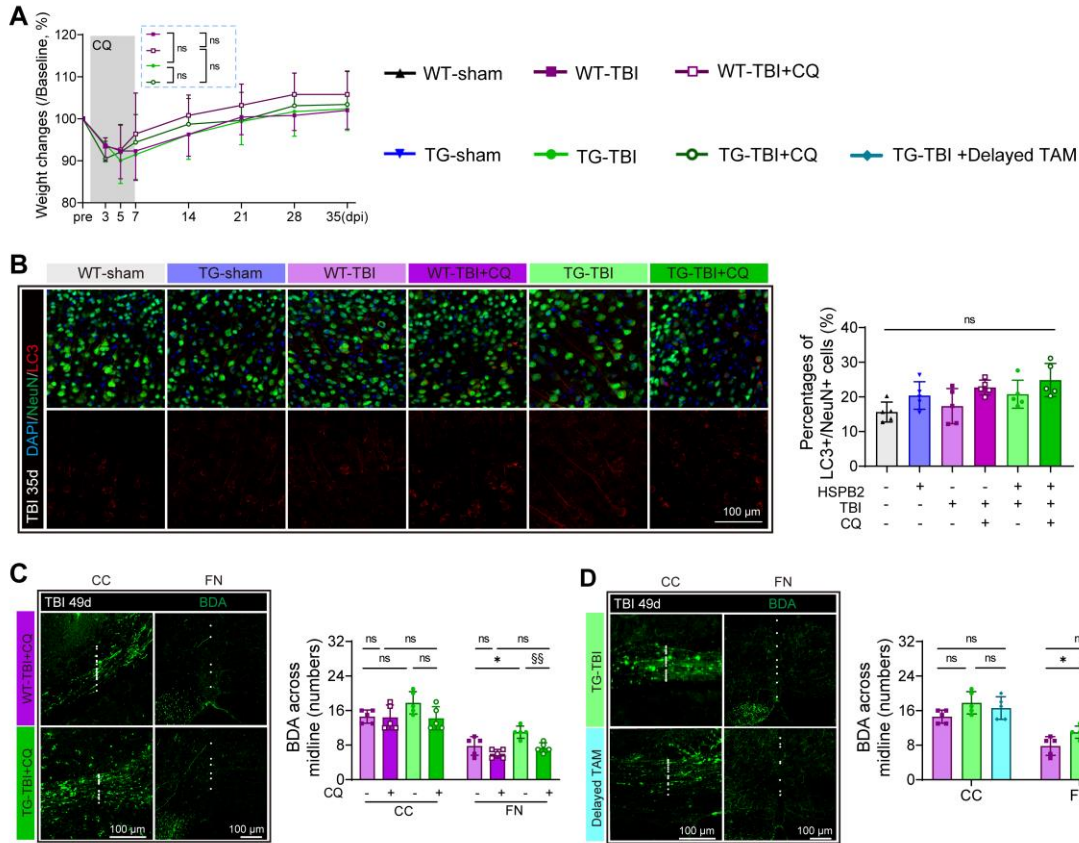 A
Weight changes (/Baseline, %)
120
110
100
90
80
CQ
ns
ns
ns
ns
pre 3 5 7 14 21 28 35(dpi)
WT-sham WT-TBI WT-TBI+CQ
TG-sham TG-TBI TG-TBI+CQ TG-TBI +Delayed TAM
B
WT-sham TG-sham WT-TBI WT-TBI+CQ TG-TBI TG-TBI+CQ
TBI 35d DAPI/NeuN/LC3
100 µm
Percentages of
LC3+/NeuN+ cells (%)
40
30
20
10
0
ns
HSPB2 - + - - + +
TBI - - + + + +
CQ - - - + - +
C
CC FN
TBI 49d BDA
WT-TBI+CQ
TG-TBI+CQ
100 µm 100 µm
BDA across
midline (numbers)
32
24
16
8
0
ns ns ns ns
ns ns * §§
CQ - + - + - + - +
CC FN
D
CC FN
TBI 49d BDA
TG-TBI
Delayed TAM
100 µm 100 µm
BDA across
midline (numbers)
32
24
16
8
0
ns
ns ns *
CC